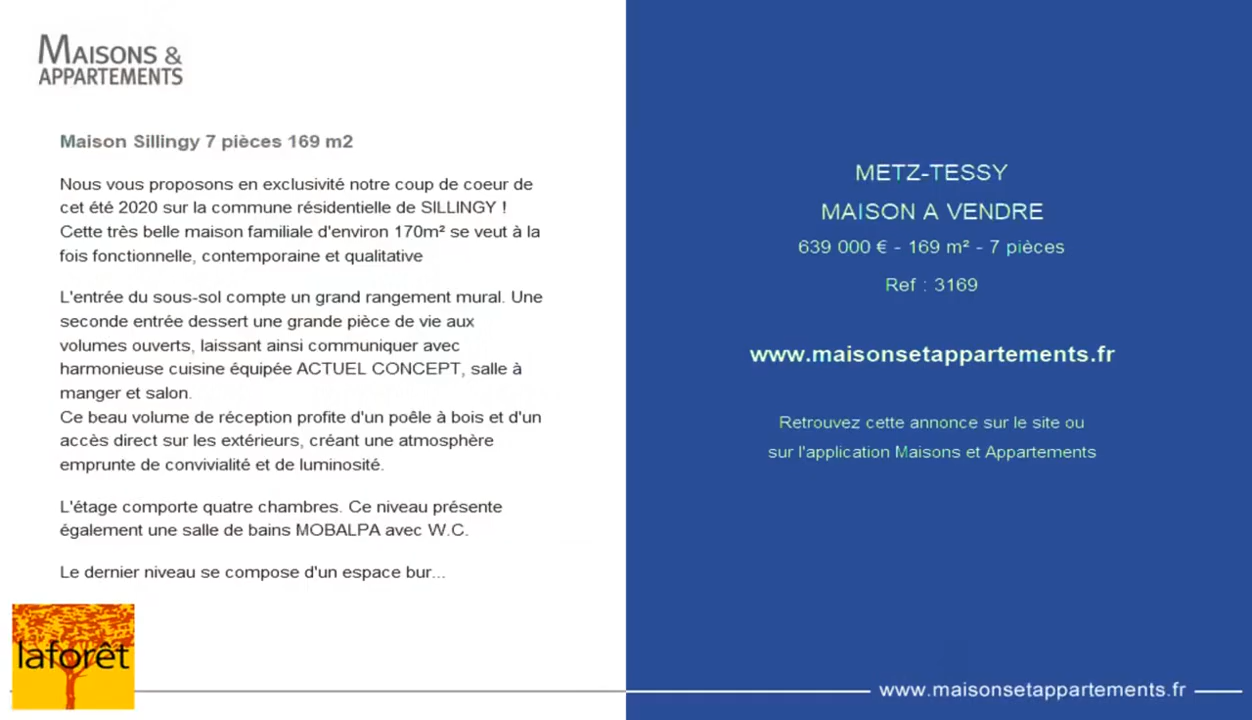 MAISONS &
APPARTEMENTS
Maison Sillingy 7 pièces 169 m2
Nous vous proposons en exclusivité notre coup de coeur de
cet été 2020 sur la commune résidentielle de SILLINGY !
Cette très belle maison familiale d'environ 170m² se veut à la
fois fonctionnelle, contemporaine et qualitative
L'entrée du sous-sol compte un grand rangement mural. Une
seconde entrée dessert une grande pièce de vie aux
volumes ouverts, laissant ainsi communiquer avec
harmonieuse cuisine équipée ACTUEL CONCEPT, salle à
manger et salon.
Ce beau volume de réception profite d'un poêle à bois et d'un
accès direct sur les extérieurs, créant une atmosphère
emprunte de convivialité et de luminosité.
L'étage comporte quatre chambres. Ce niveau présente
également une salle de bains MOBALPA avec W.C.
Le dernier niveau se compose d'un espace bur...
laforêt
METZ-TESSY
MAISON A VENDRE
639 000 € - 169 m² - 7 pièces
Ref : 3169
www.maisonsetappartements.fr
Retrouvez cette annonce sur le site ou
sur l'application Maisons et Appartements
www.maisonsetappartements.fr